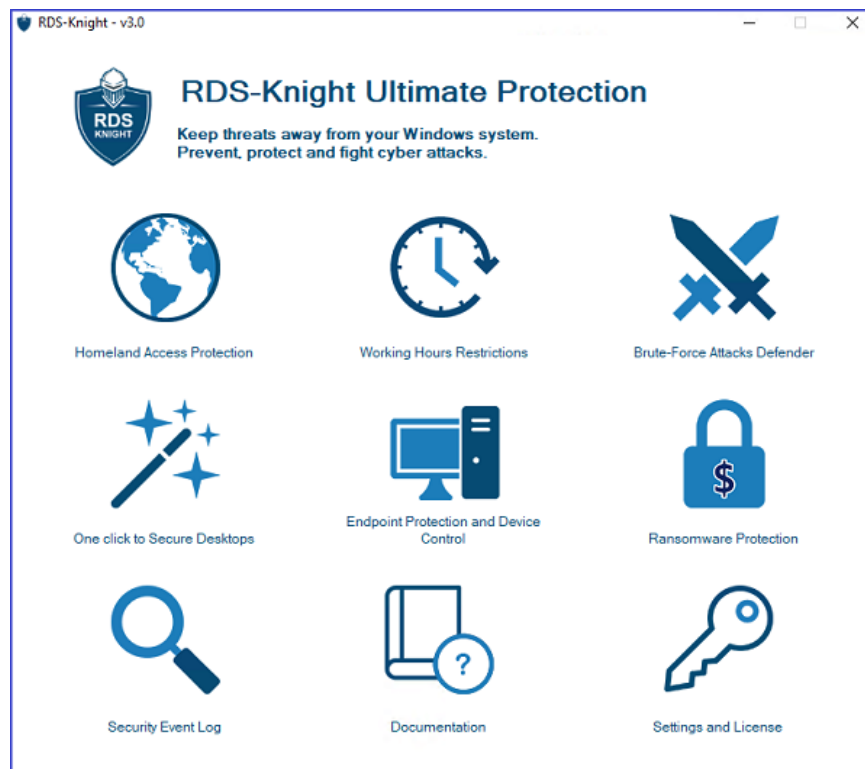 RDS-Knight - v3.0
RDS-Knight Ultimate Protection
RDS
KNIGHT
Keep threats away from your Windows system.
Prevent, protect and fight cyber attacks.
Homeland Access Protection
Working Hours Restrictions
Brute-Force Attacks Defender
One click to Secure Desktops
Endpoint Protection and Device
Control
$
Ransomware Protection
?
Security Event Log
Documentation
Settings and License